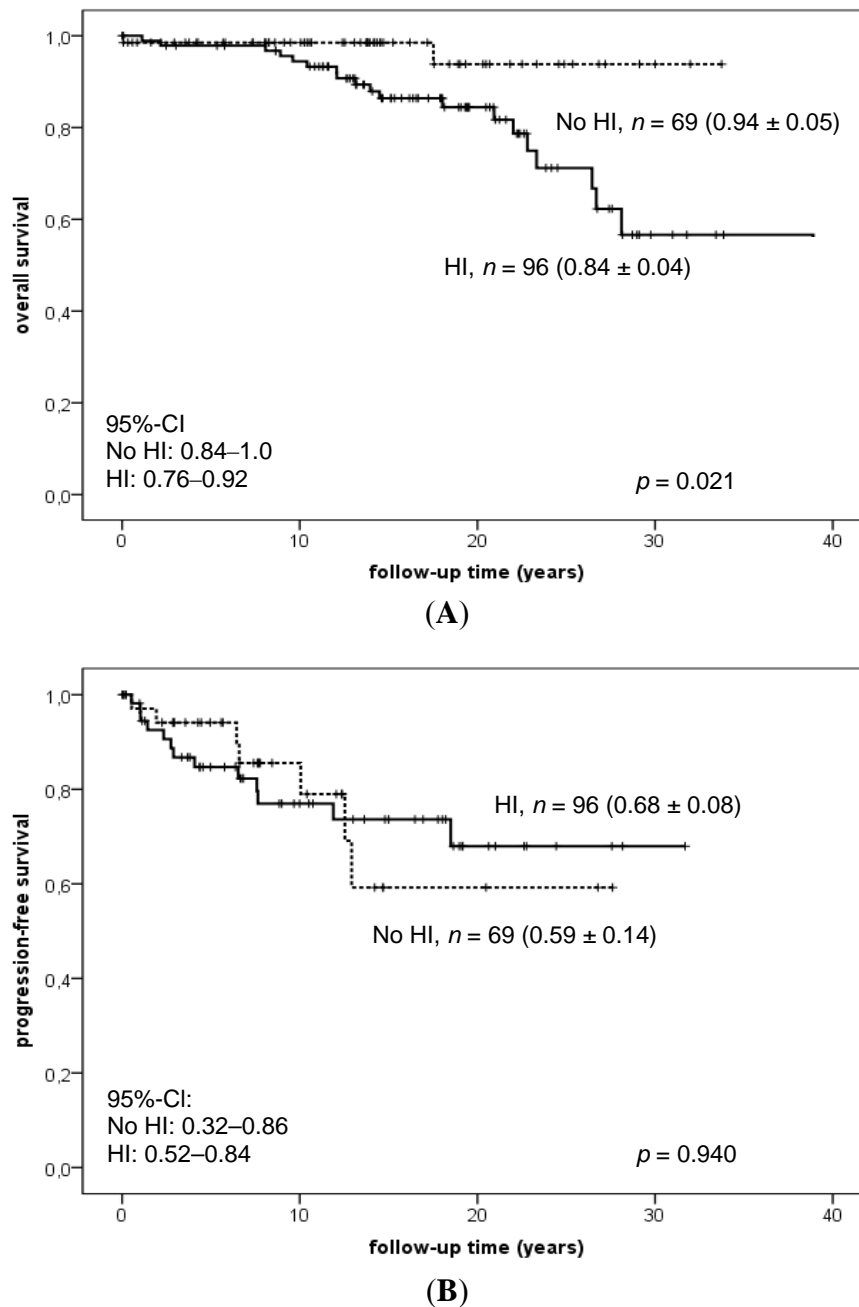 1,0
0,8
0,6
0,4
0,2
0,0
overall survival
No HI, n = 69 (0.94 ± 0.05)
HI, n = 96 (0.84 ± 0.04)
95%-CI
No HI: 0.84–1.0
HI: 0.76–0.92
p = 0.021
0 10 20 30 40
follow-up time (years)
(A)
1,0
0,8
0,6
0,4
0,2
0,0
progression-free survival
HI, n = 96 (0.68 ± 0.08)
No HI, n = 69 (0.59 ± 0.14)
95%-CI:
No HI: 0.32–0.86
HI: 0.52–0.84
p = 0.940
0 10 20 30 40
follow-up time (years)
(B)